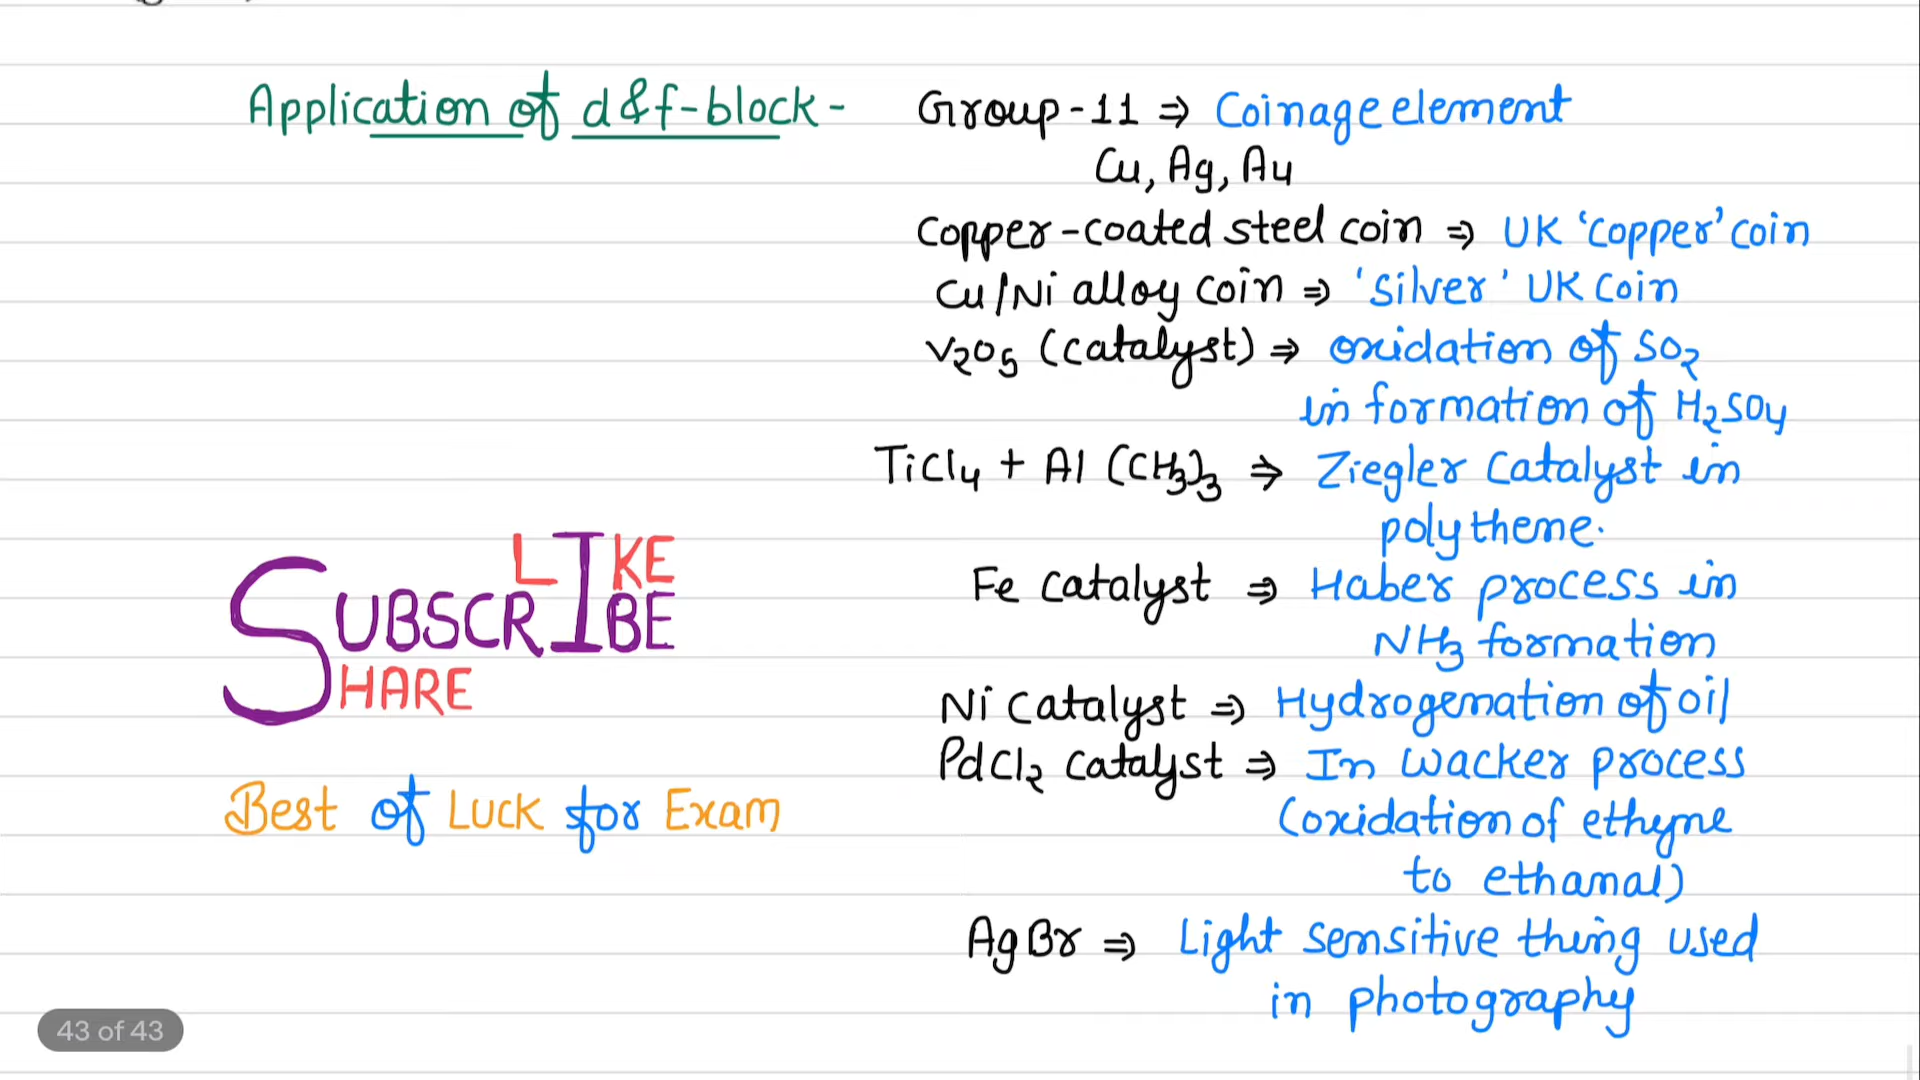 Application of d&f-block-
Group-11 ⇒ Coinage element
Cu, Ag, Au
Copper-coated steel coin ⇒ UK 'copper' coin
Cu/Ni alloy coin ⇒ 'Silver' UK Coin
V₂O₅ (catalyst) ⇒ oxidation of SO₂
in formation of H₂SO₄
TiCl₄ + Al (CH₃)₃ ⇒ Ziegler Catalyst in
polythene.
Fe catalyst ⇒ Haber process in
NH₃ formation
Ni catalyst ⇒ Hydrogenation of oil
PdCl₂ catalyst ⇒ In Wacker process
(oxidation of ethyne
to ethanal)
AgBr ⇒ Light sensitive thing used
in photography
LIKE
SUBSCRIBE
SHARE
Best of Luck for Exam
43 of 43